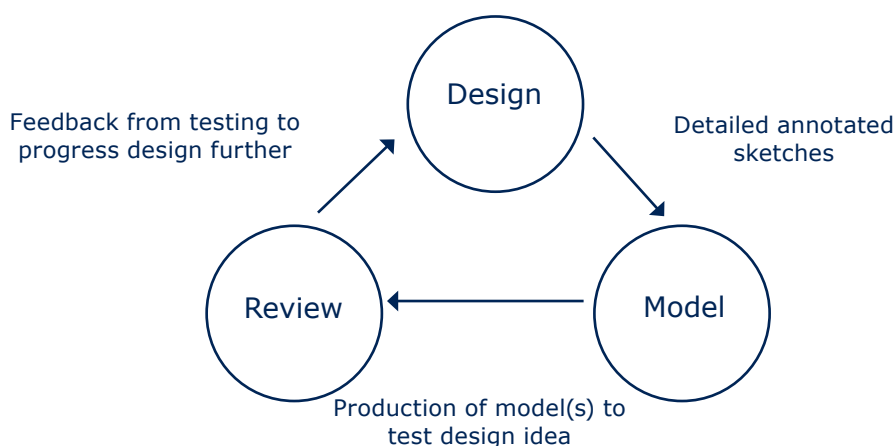 Design
Feedback from testing to
progress design further
Detailed annotated
sketches
Review
Model
Production of model(s) to
test design idea